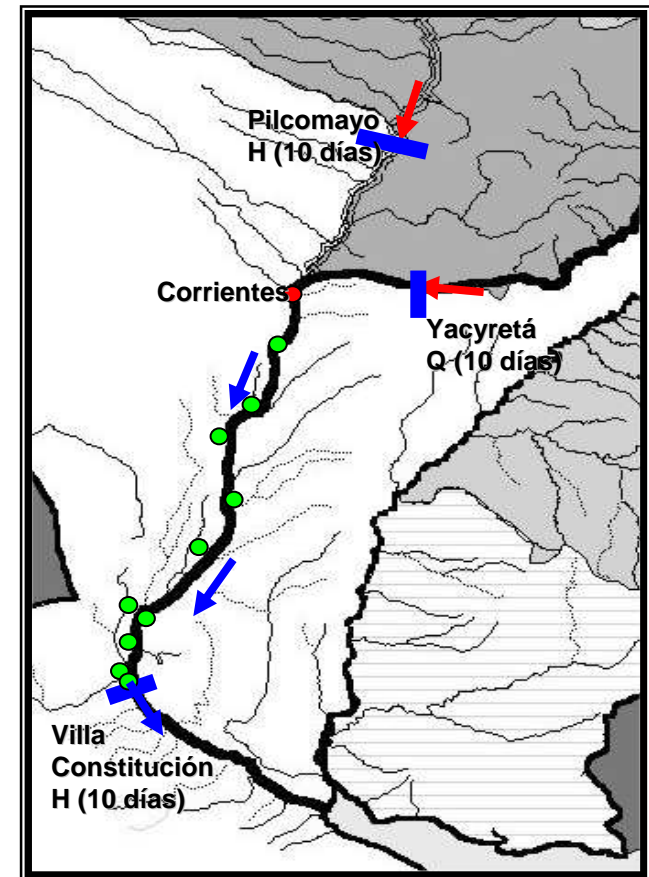 Pilcomayo
H (10 días)
Corrientes
Yacyretá
Q (10 días)
Villa
Constitución
H (10 días)